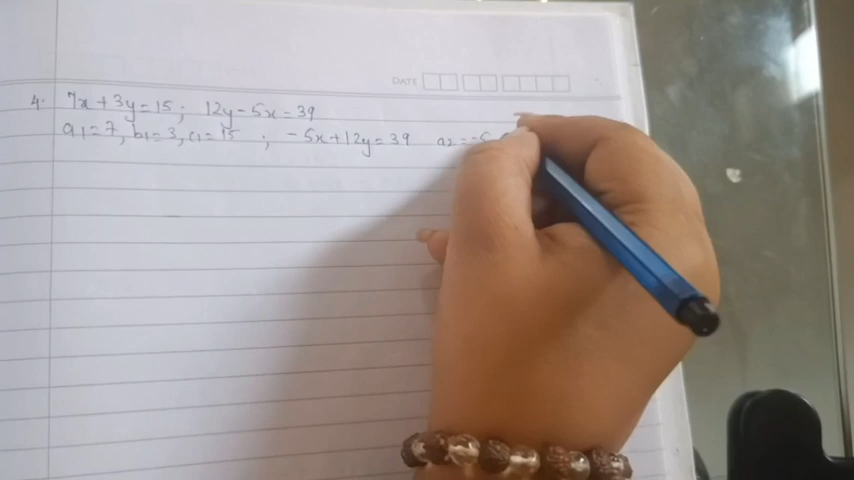 DATE
4. 7x + 3y = 15 ; 12y - 5x = 39
a1 = 7, b1 = 3, c1 = 15 ; -5x + 12y = 39 a2 = -5